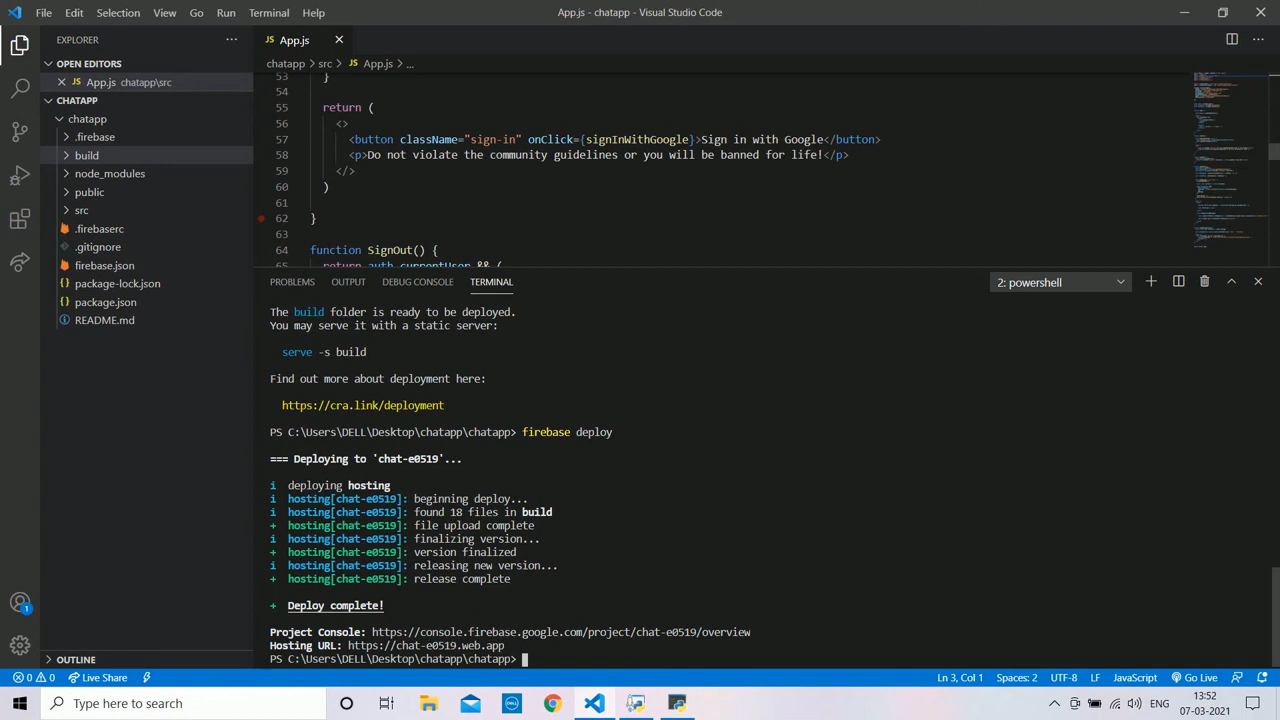 File Edit Selection View Go Run Terminal Help App.js - chatapp - Visual Studio Code
EXPLORER
App.js
OPEN EDITORS
App.js chatapp\src
chatapp > src > App.js > ...
CHATAPP
chatapp
.firebase
build
node_modules
public
src
.firebaserc
.gitignore
firebase.json
package-lock.json
package.json
README.md
OUTLINE
53 }
54
55 return (
56 <>
57 <button className="sign-in" onClick={signInWithGoogle}>Sign in with Google</button>
58 <p>Do not violate the community guidelines or you will be banned for life!</p>
59 </>
60 )
61
62 }
63
64 function SignOut() {
65 return auth.currentUser && (
PROBLEMS OUTPUT DEBUG CONSOLE TERMINAL 2: powershell
The build folder is ready to be deployed.
You may serve it with a static server:
serve -s build
Find out more about deployment here:
https://cra.link/deployment
PS C:\Users\DELL\Desktop\chatapp\chatapp> firebase deploy
=== Deploying to 'chat-e0519'...
i deploying hosting
i hosting[chat-e0519]: beginning deploy...
i hosting[chat-e0519]: found 18 files in build
+ hosting[chat-e0519]: file upload complete
i hosting[chat-e0519]: finalizing version...
+ hosting[chat-e0519]: version finalized
i hosting[chat-e0519]: releasing new version...
+ hosting[chat-e0519]: release complete
+ Deploy complete!
Project Console: https://console.firebase.google.com/project/chat-e0519/overview
Hosting URL: https://chat-e0519.web.app
PS C:\Users\DELL\Desktop\chatapp\chatapp>
1
0 0 Live Share Ln 3, Col 1 Spaces: 2 UTF-8 LF JavaScript Go Live
Type here to search DELL ENG 13:52
07-03-2021